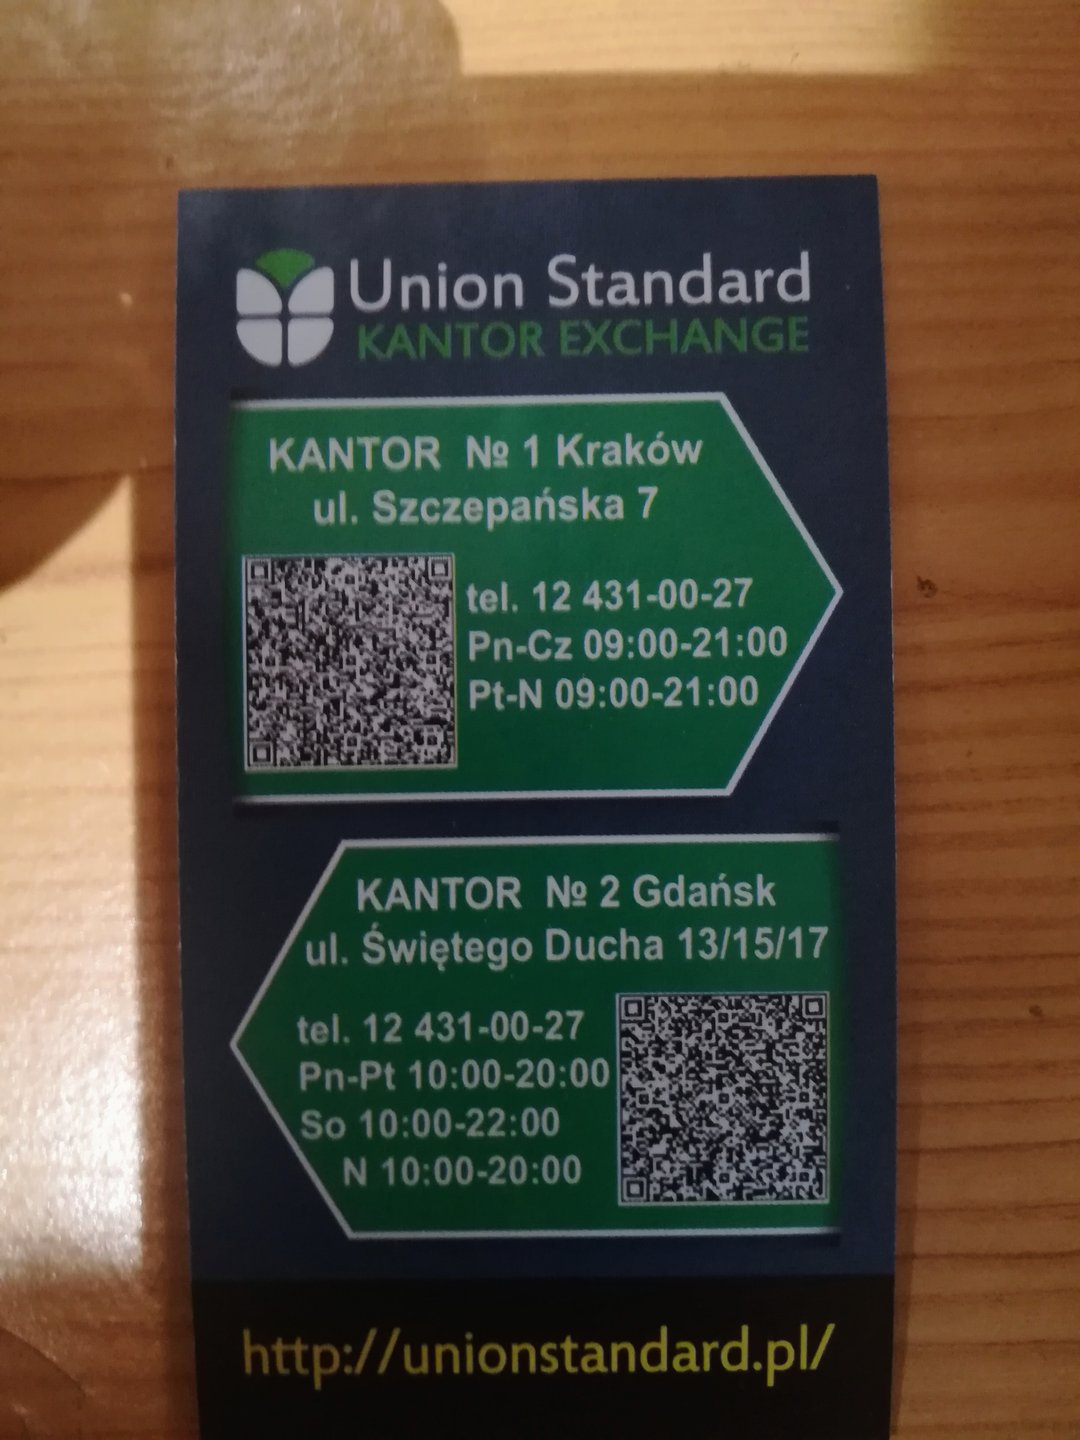 Union Standard
KANTOR EXCHANGE
KANTOR № 1 Kraków
ul. Szczepańska 7
tel. 12 431-00-27
Pn-Cz 09:00-21:00
Pt-N 09:00-21:00
KANTOR № 2 Gdańsk
ul. Świętego Ducha 13/15/17
tel. 12 431-00-27
Pn-Pt 10:00-20:00
So 10:00-22:00
N 10:00-20:00
http://unionstandard.pl/